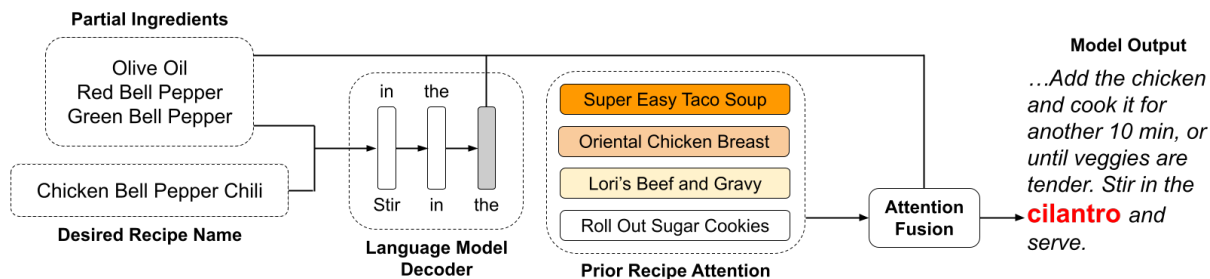 Partial Ingredients
Olive Oil
Red Bell Pepper
Green Bell Pepper
Chicken Bell Pepper Chili
Desired Recipe Name
in the
Stir in the
Language Model
Decoder
Super Easy Taco Soup
Oriental Chicken Breast
Lori's Beef and Gravy
Roll Out Sugar Cookies
Prior Recipe Attention
Attention
Fusion
Model Output
…Add the chicken
and cook it for
another 10 min, or
until veggies are
tender. Stir in the
cilantro and
serve.